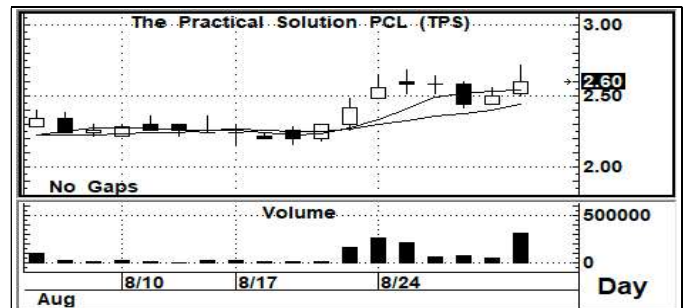 The Practical Solution PCL (TPS)
3.00
2.60
2.50
2.00
No Gaps
Volume
500000
0
8/10
8/17
8/24
Day
Aug